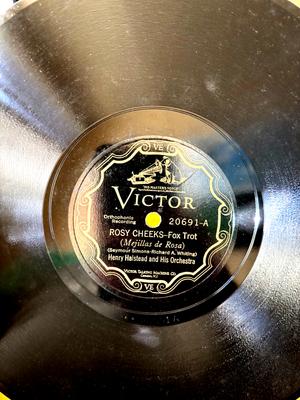 VE
"HIS MASTER'S VOICE"
VICTOR
Orthophonic
Recording
20691-A
ROSY CHEEKS—Fox Trot
(Mejillas de Rosa)
(Seymour Simons-Richard A. Whiting)
Henry Halstead and His Orchestra
VICTOR TALKING MACHINE CO.
Camden, N.J.
VE